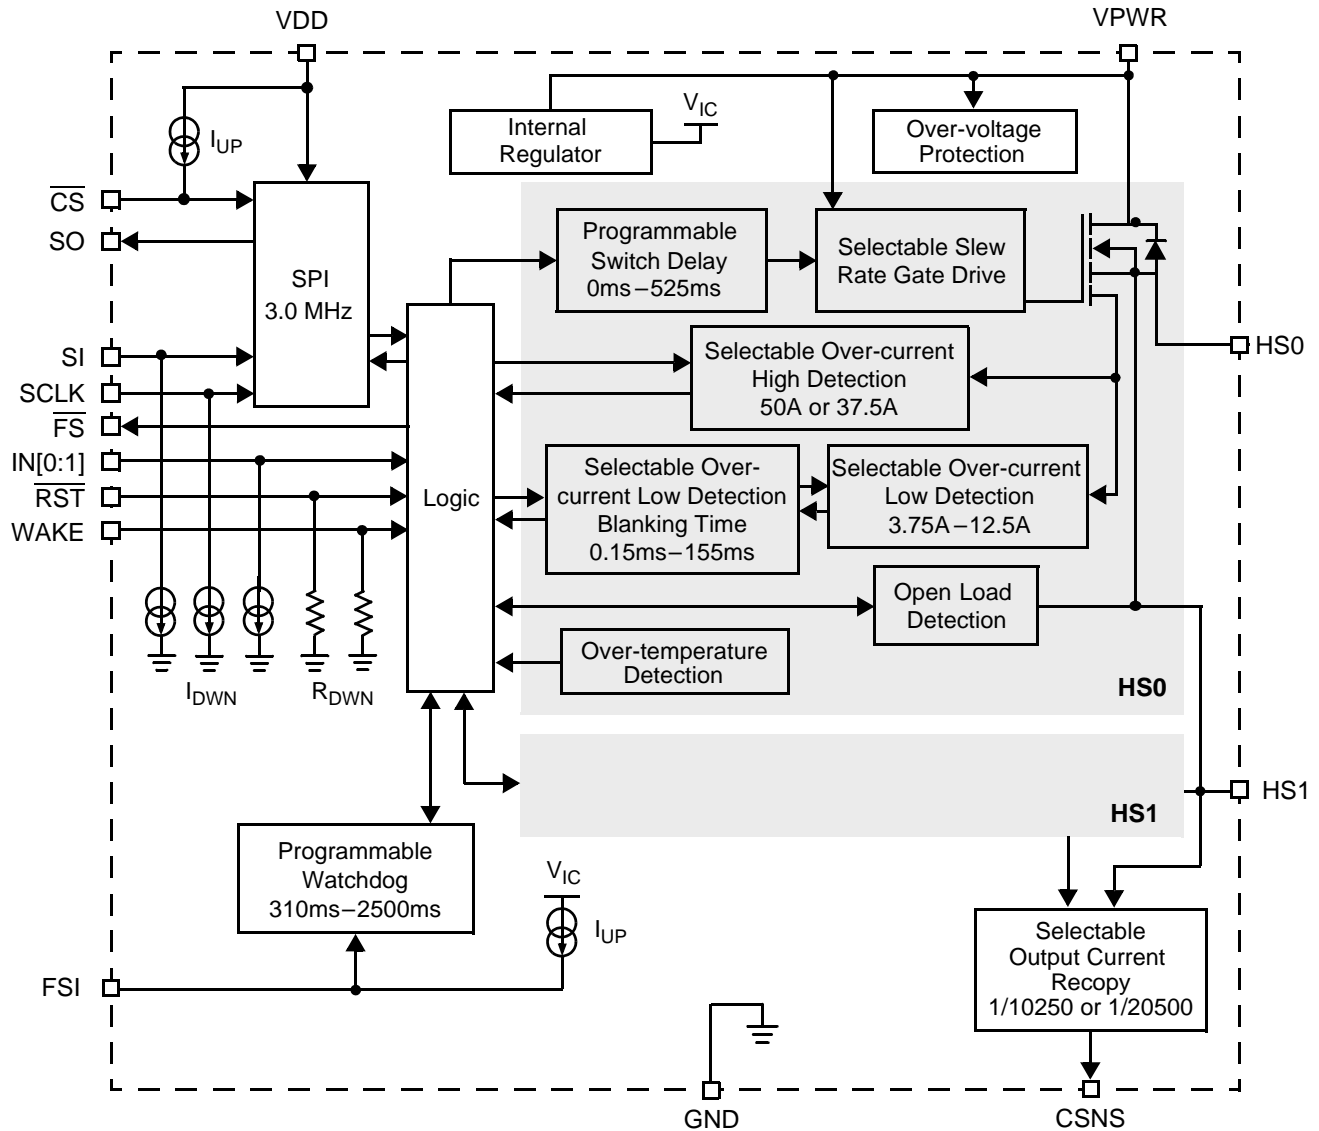 VDD
VPWR
VIC
Internal
Regulator
Over-voltage
Protection
IUP
CS
SO
SPI
3.0 MHz
Programmable
Switch Delay
0ms–525ms
Selectable Slew
Rate Gate Drive
SI
SCLK
FS
IN[0:1]
RST
WAKE
Logic
Selectable Over-current
High Detection
50A or 37.5A
HS0
Selectable Over-
current Low Detection
Blanking Time
0.15ms–155ms
Selectable Over-current
Low Detection
3.75A–12.5A
Open Load
Detection
Over-temperature
Detection
IDWN
RDWN
HS0
HS1
HS1
Programmable
Watchdog
310ms–2500ms
VIC
IUP
FSI
Selectable
Output Current
Recopy
1/10250 or 1/20500
GND
CSNS